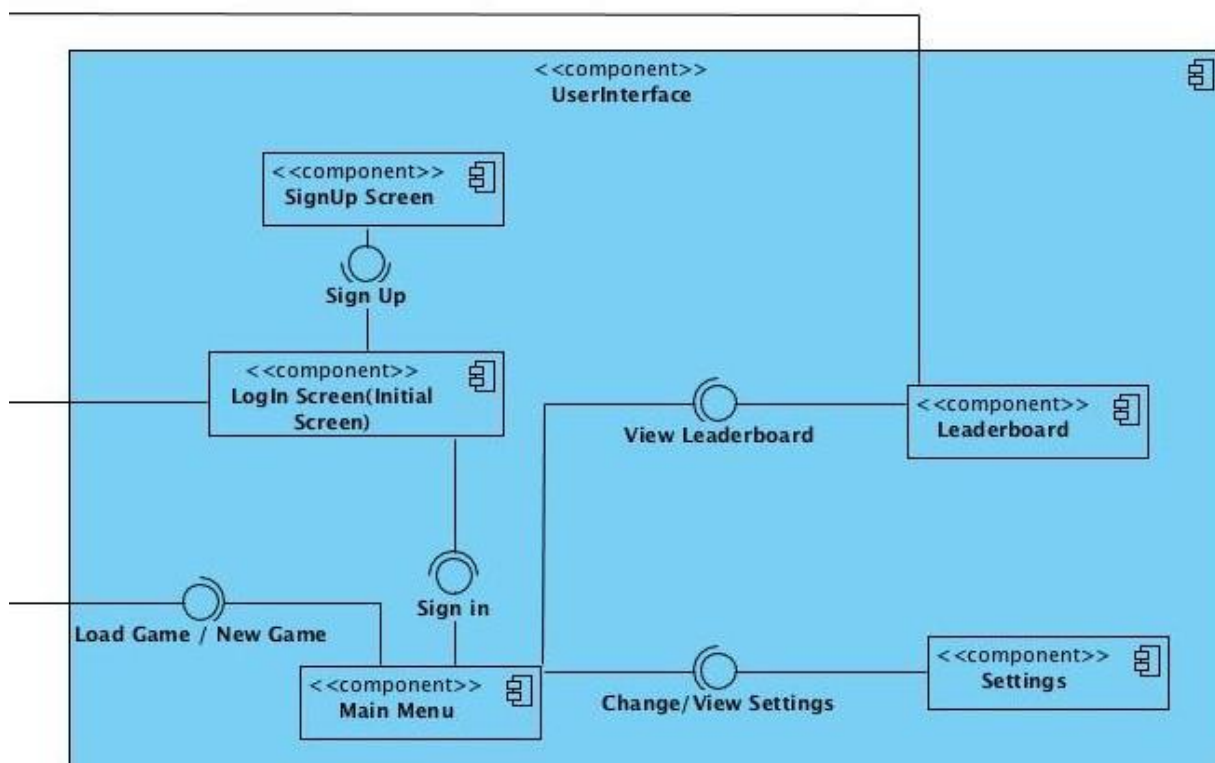 <<component>>
UserInterface
<<component>>
SignUp Screen
Sign Up
<<component>>
LogIn Screen(Initial
Screen)
<<component>>
Leaderboard
View Leaderboard
Sign in
Load Game / New Game
<<component>>
Main Menu
Change/View Settings
<<component>>
Settings